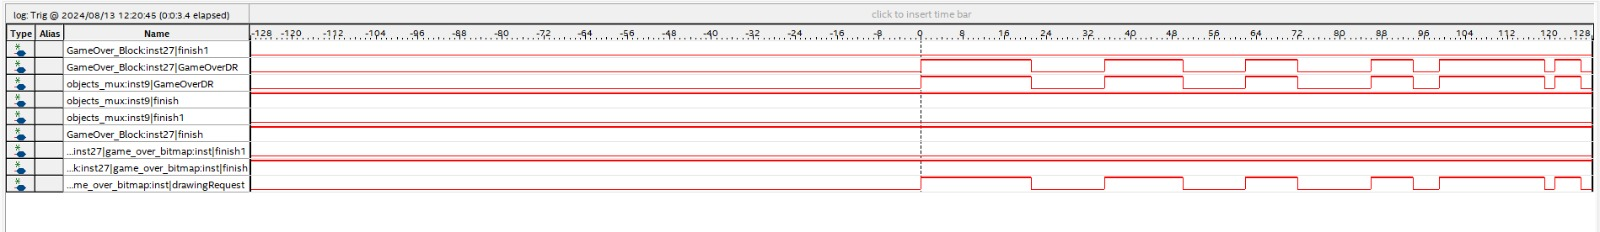 log: Trig @ 2024/08/13 12:20:45 (0:0:3.4 elapsed) click to insert time bar
Type Alias Name -128 -120 -112 -104 -96 -88 -80 -72 -64 -56 -48 -40 -32 -24 -16 -8 0 8 16 24 32 40 48 56 64 72 80 88 96 104 112 120 128
GameOver_Block:inst27|finish1
GameOver_Block:inst27|GameOverDR
objects_mux:inst9|GameOverDR
objects_mux:inst9|finish
objects_mux:inst9|finish1
GameOver_Block:inst27|finish
...inst27|game_over_bitmap:inst|finish1
...k:inst27|game_over_bitmap:inst|finish
...me_over_bitmap:inst|drawingRequest